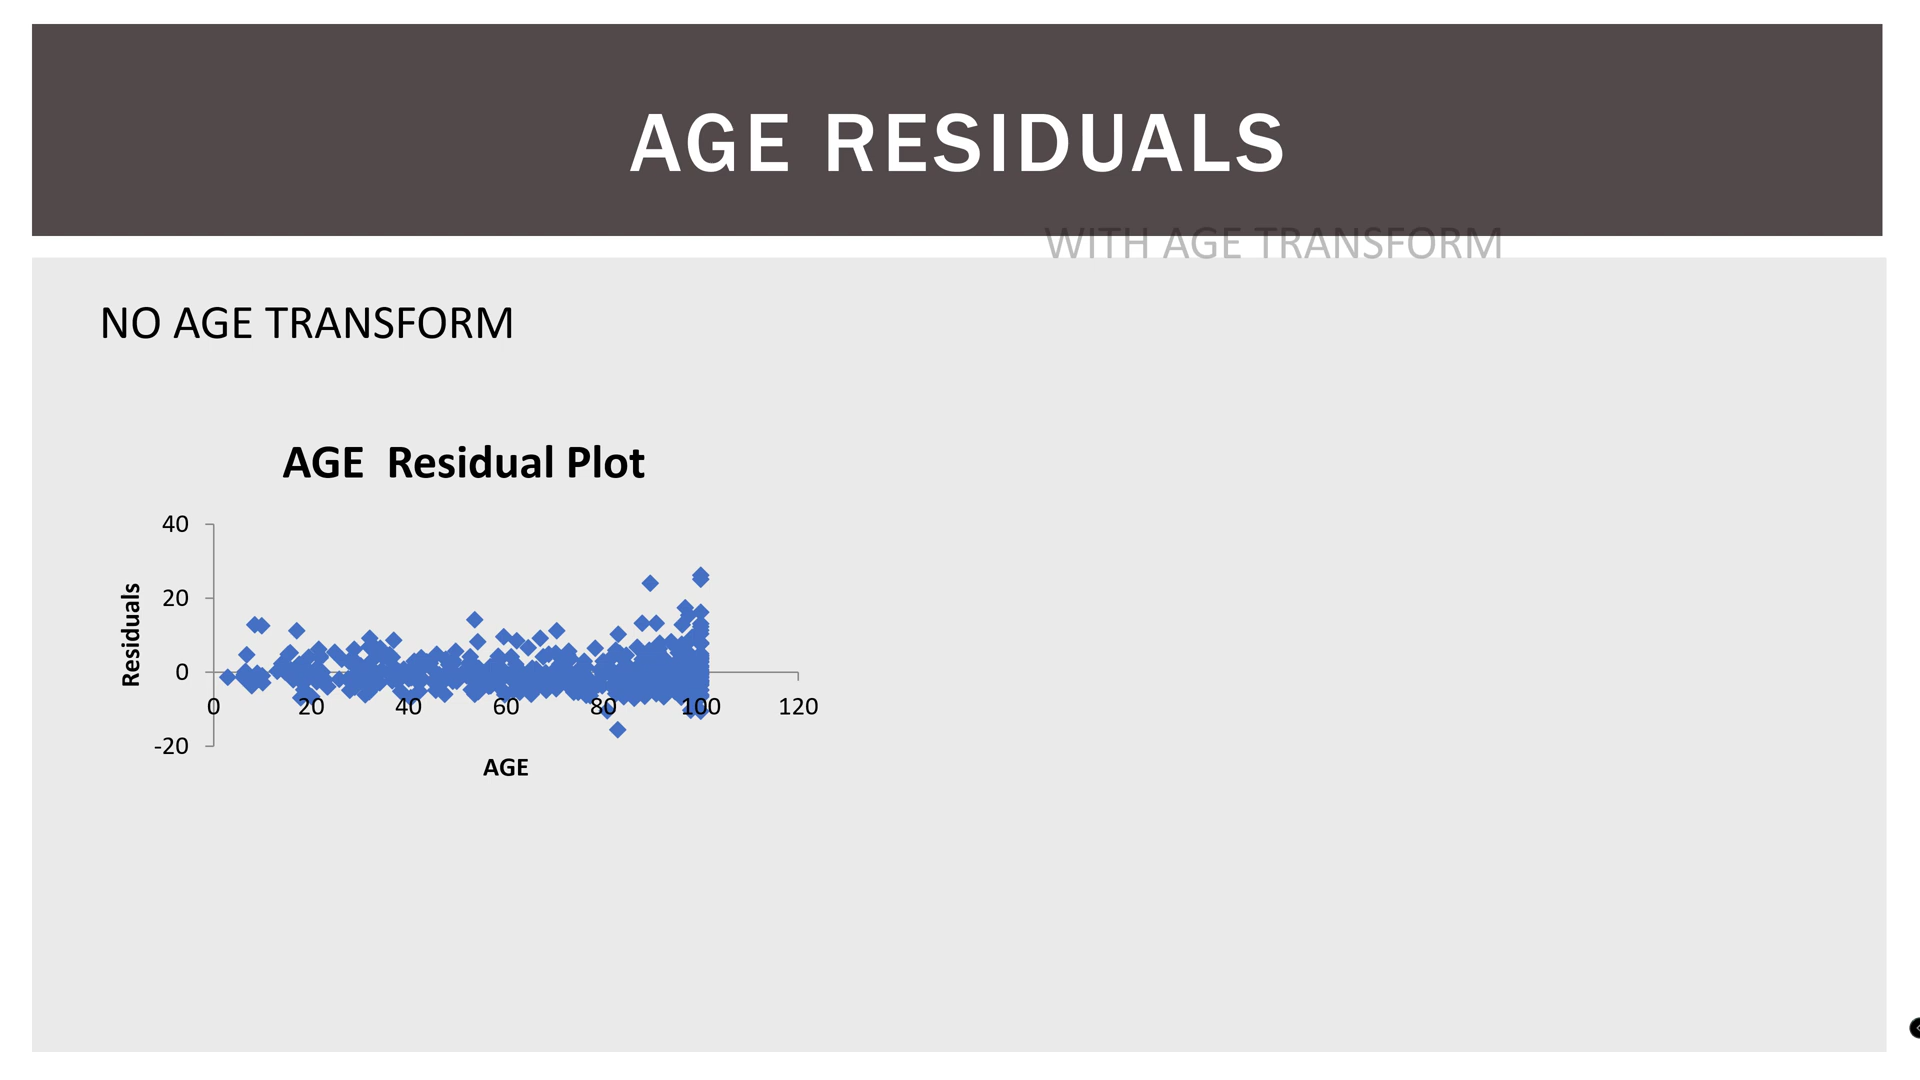 AGE RESIDUALS
WITH AGE TRANSFORM
NO AGE TRANSFORM
AGE  Residual Plot
40
20
0
-20
Residuals
0 20 40 60 80 100 120
AGE